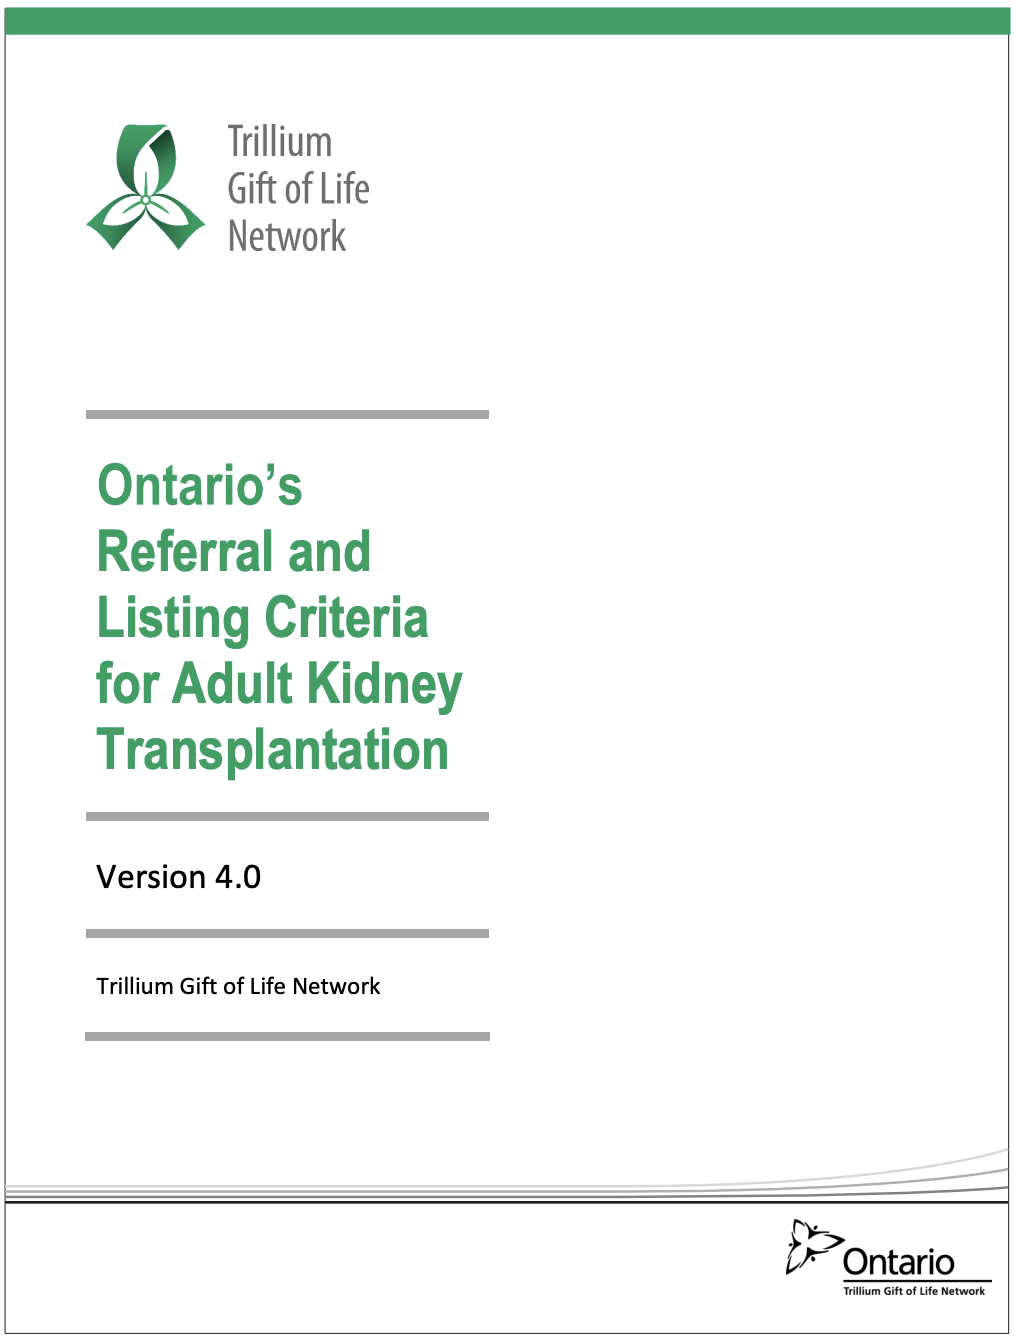 Trillium
Gift of Life
Network
Ontario’s
Referral and
Listing Criteria
for Adult Kidney
Transplantation
Version 4.0
Trillium Gift of Life Network
Ontario
Trillium Gift of Life Network